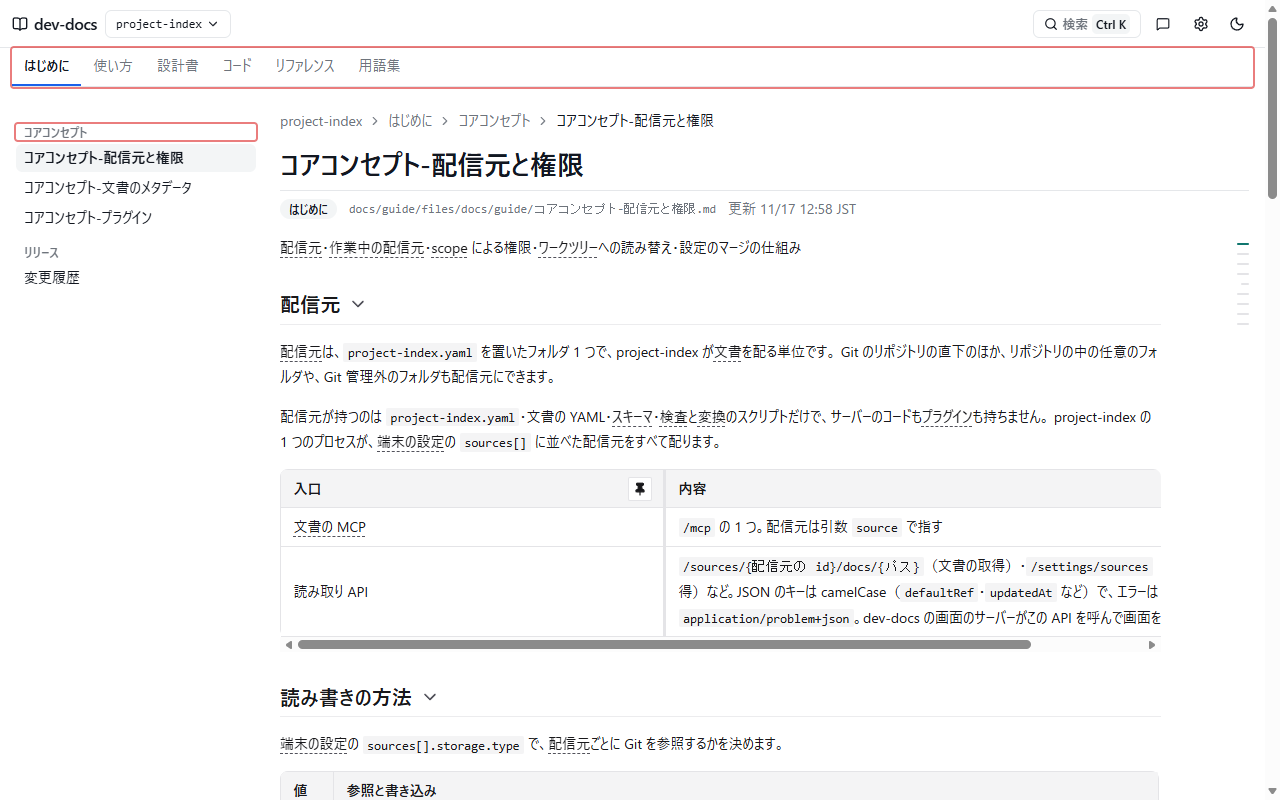 dev-docs project-index 検索 Ctrl K
はじめに 使い方 設計書 コード リファレンス 用語集
コアコンセプト
コアコンセプト-配信元と権限
コアコンセプト-文書のメタデータ
コアコンセプト-プラグイン
リリース
変更履歴
project-index > はじめに > コアコンセプト > コアコンセプト-配信元と権限
コアコンセプト-配信元と権限
はじめに docs/guide/files/docs/guide/コアコンセプト-配信元と権限.md 更新 11/17 12:58 JST
配信元・作業中の配信元・scope による権限・ワークツリーへの読み替え・設定のマージの仕組み
配信元
配信元は、project-index.yaml を置いたフォルダ 1 つで、project-index が文書を配る単位です。Git のリポジトリの直下のほか、リポジトリの中の任意のフォ
ルダや、Git 管理外のフォルダも配信元にできます。
配信元が持つのは project-index.yaml・文書の YAML・スキーマ・検査と変換のスクリプトだけで、サーバーのコードもプラグインも持ちません。project-index の
1 つのプロセスが、端末の設定の sources[] に並べた配信元をすべて配ります。
入口 内容
文書の MCP /mcp の 1 つ。配信元は引数 source で指す
読み取り API /sources/{配信元の id}/docs/{パス}（文書の取得）・/settings/sources
得）など。JSON のキーは camelCase（defaultRef・updatedAt など）で、エラーは
application/problem+json。dev-docs の画面のサーバーがこの API を呼んで画面を
読み書きの方法
端末の設定の sources[].storage.type で、配信元ごとに Git を参照するかを決めます。
値 参照と書き込み